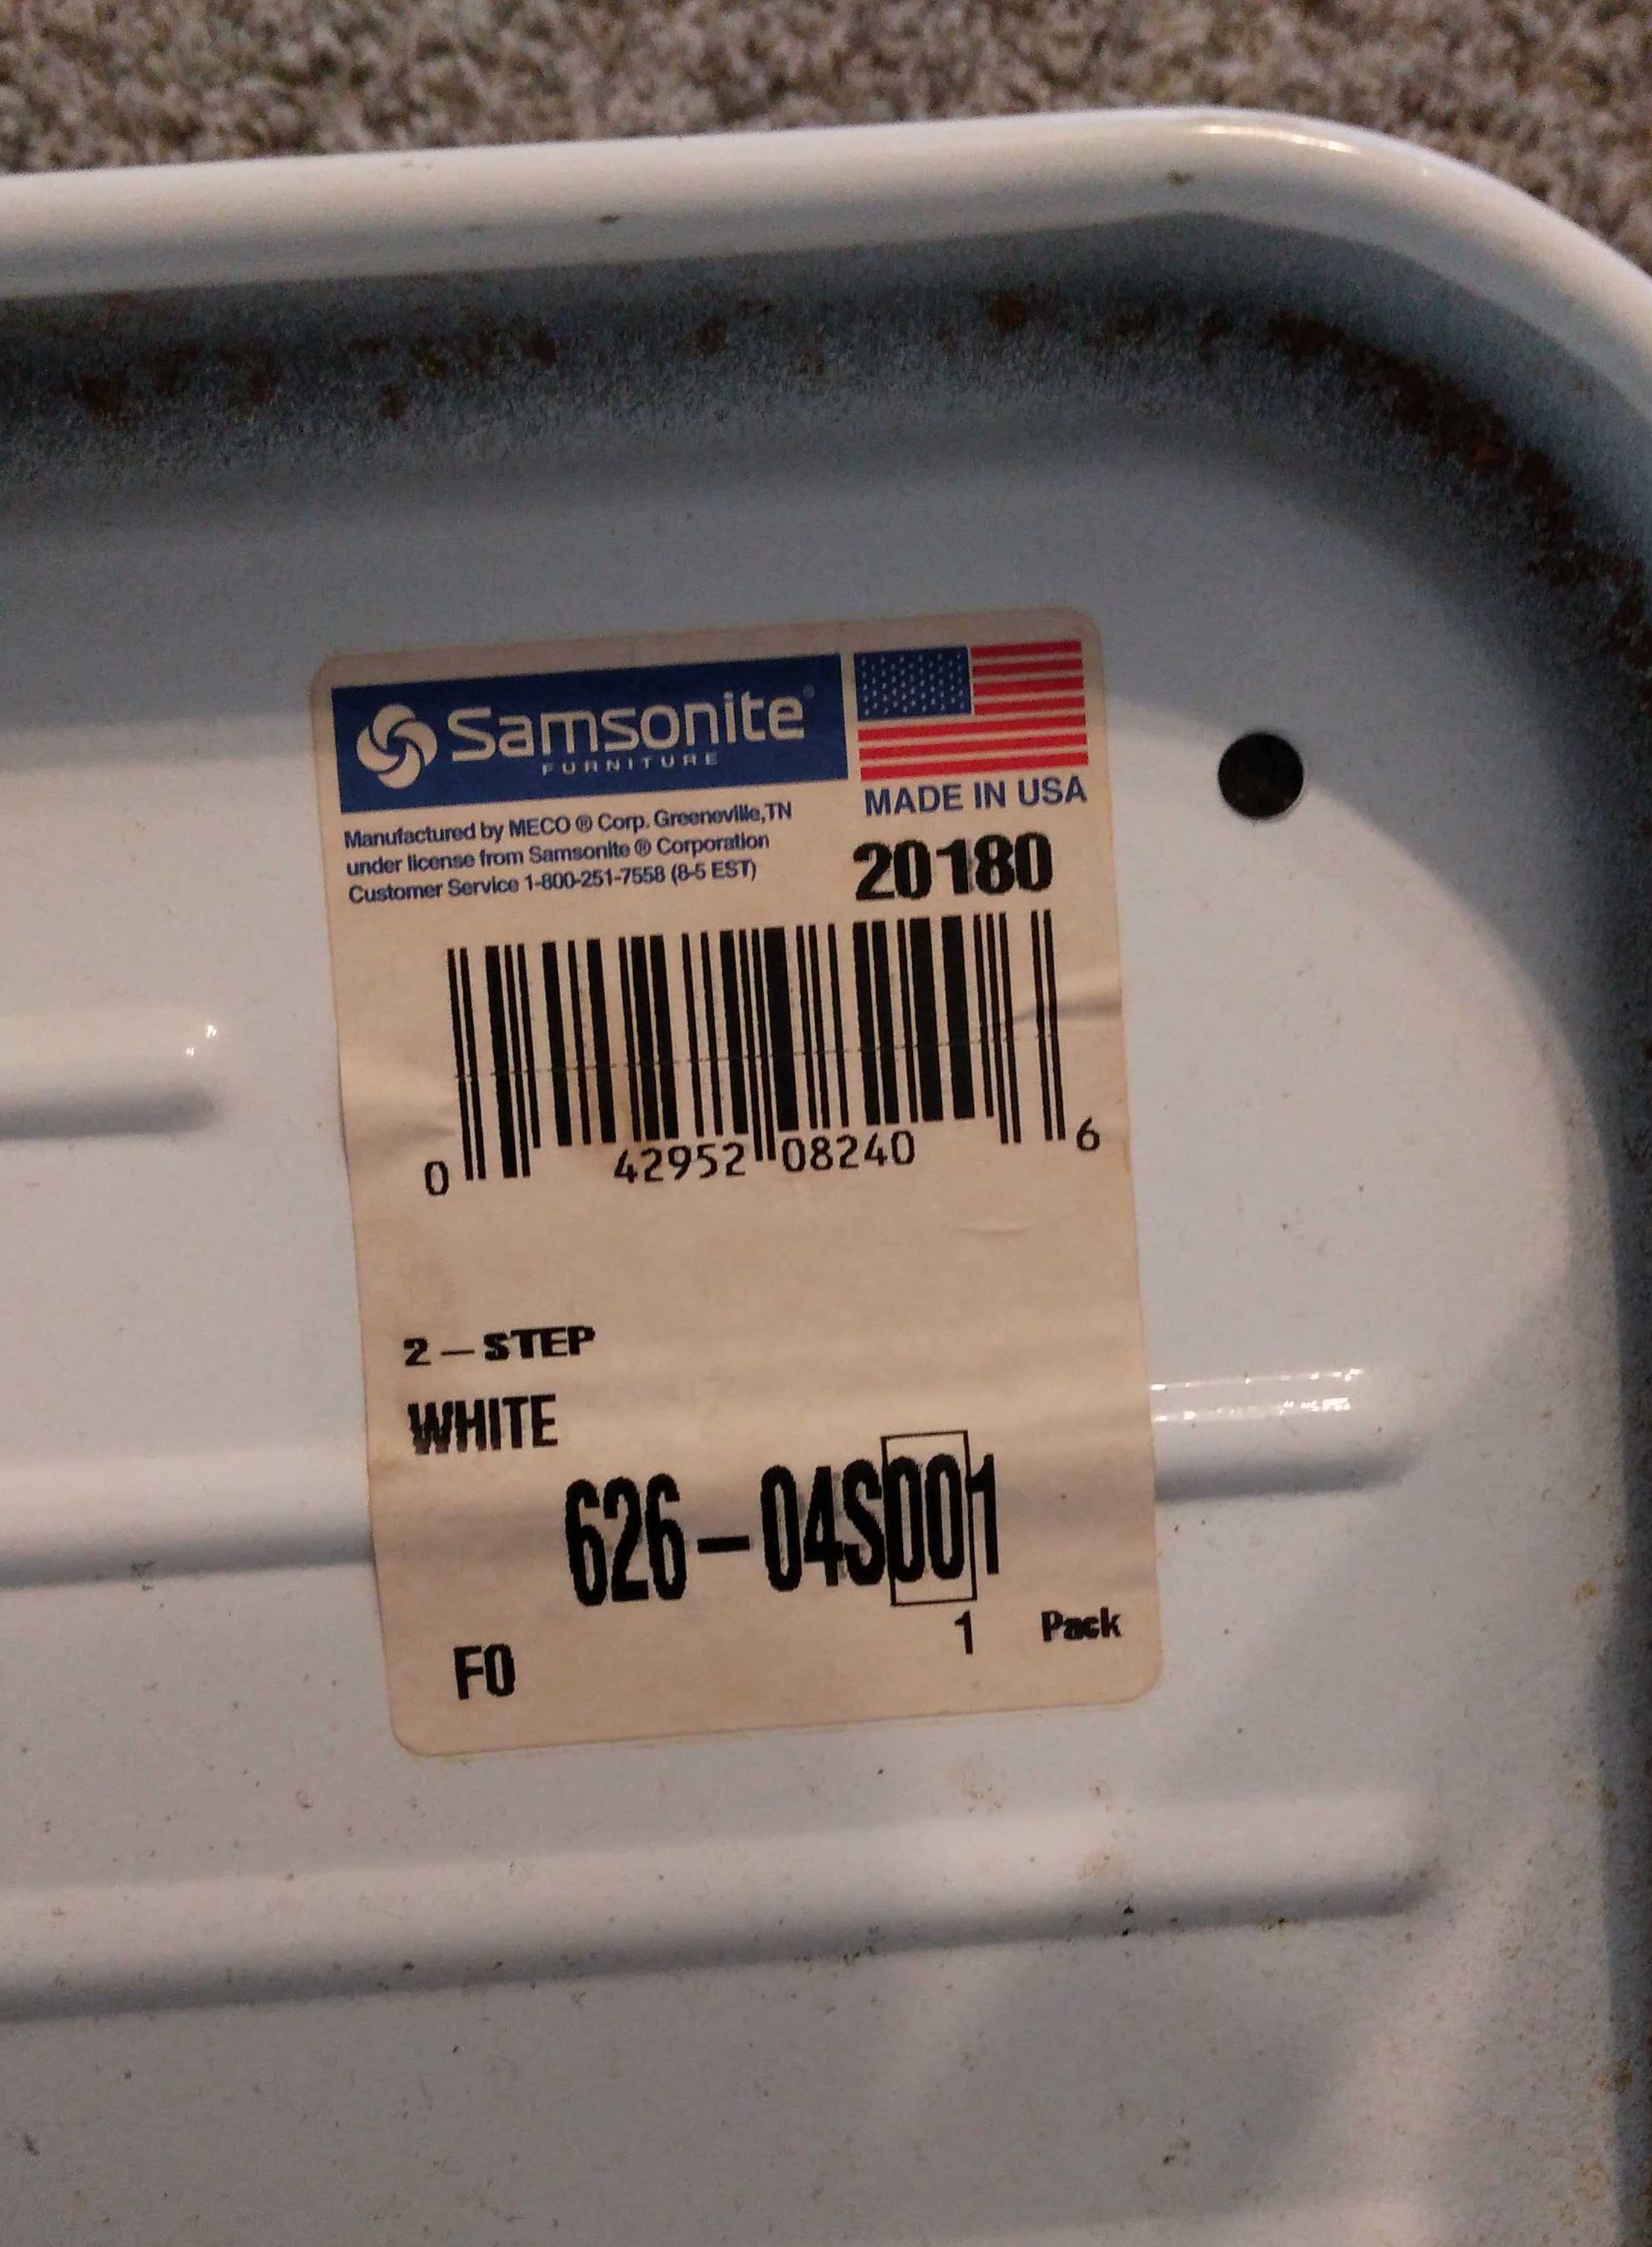 Samsonite®
FURNITURE
MADE IN USA
Manufactured by MECO ® Corp. Greeneville,TN
under license from Samsonite ® Corporation
Customer Service 1-800-251-7558 (8-5 EST)
20180
0 42952 08240 6
2-STEP
WHITE
626-04S001
1 Pack
F0